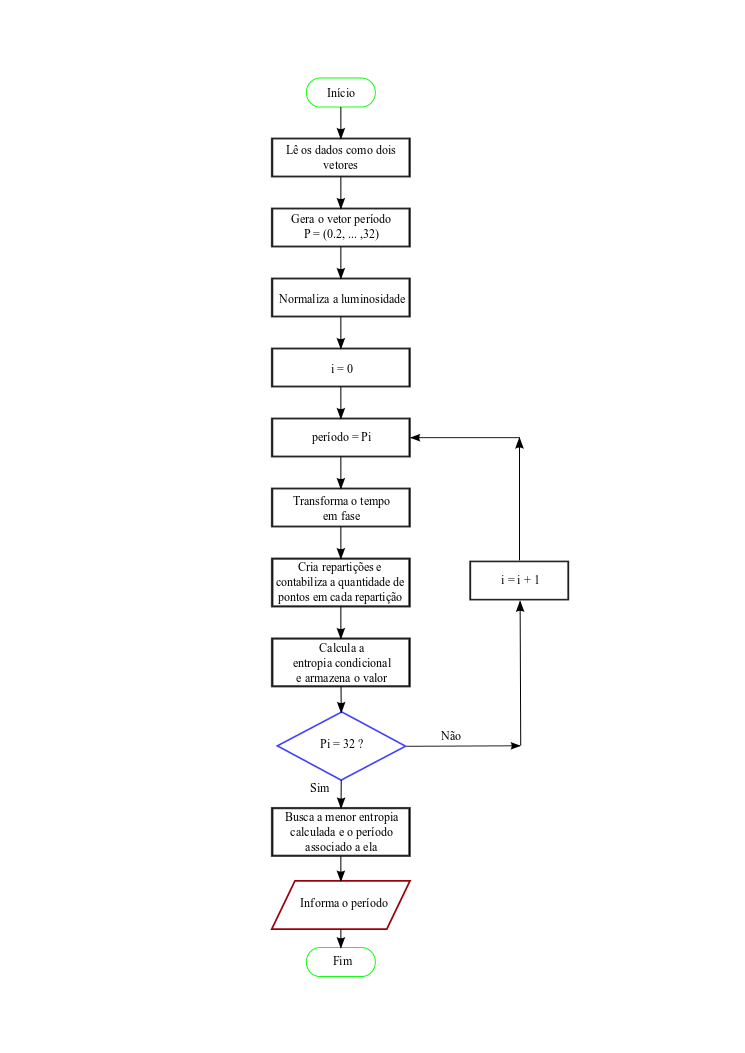 Início
Lê os dados como dois
vetores
Gera o vetor período
P = (0.2, ... ,32)
Normaliza a luminosidade
i = 0
período = Pi
Transforma o tempo
em fase
Cria repartições e
contabiliza a quantidade de
pontos em cada repartição
i = i + 1
Calcula a
entropia condicional
e armazena o valor
Pi = 32 ?
Não
Sim
Busca a menor entropia
calculada e o período
associado a ela
Informa o período
Fim